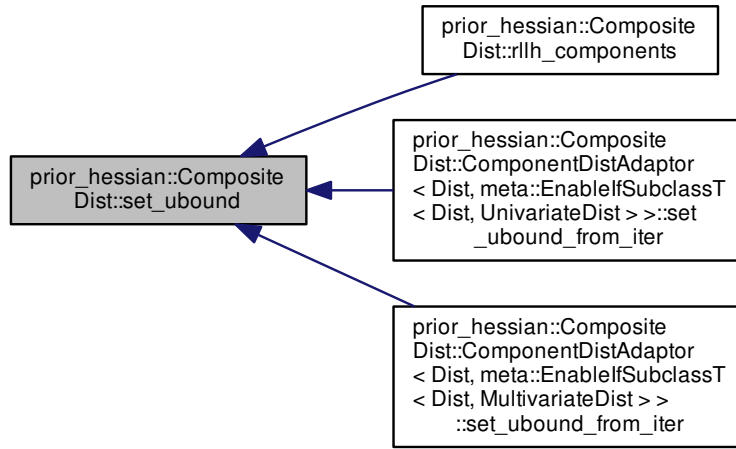 prior_hessian::Composite
Dist::rllh_components
prior_hessian::Composite
Dist::set_ubound
prior_hessian::Composite
Dist::ComponentDistAdaptor
< Dist, meta::EnableIfSubclassT
< Dist, UnivariateDist > >::set
_ubound_from_iter
prior_hessian::Composite
Dist::ComponentDistAdaptor
< Dist, meta::EnableIfSubclassT
< Dist, MultivariateDist > >
::set_ubound_from_iter